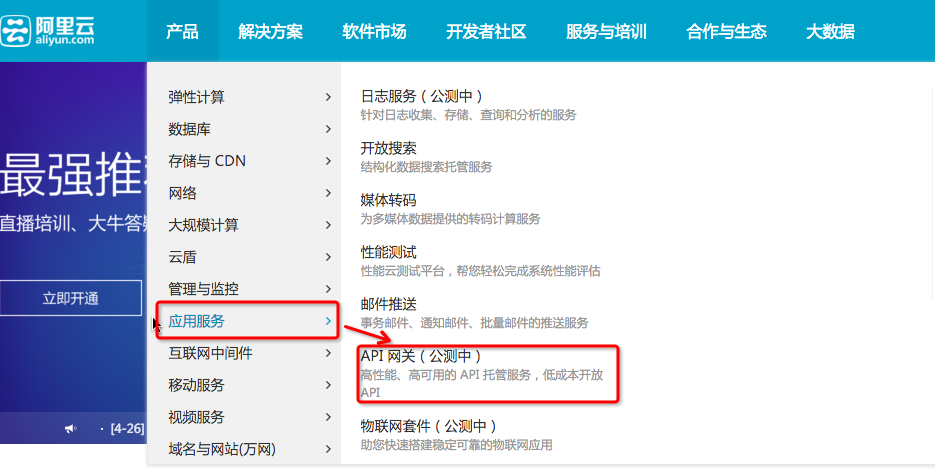 阿里云
aliyun.com
产品
解决方案
软件市场
开发者社区
服务与培训
合作与生态
大数据
最强推
直播培训、大牛答疑
立即开通
· [4-26]
弹性计算
数据库
存储与 CDN
网络
大规模计算
云盾
管理与监控
应用服务
互联网中间件
移动服务
视频服务
域名与网站(万网)
日志服务（公测中）
针对日志收集、存储、查询和分析的服务
开放搜索
结构化数据搜索托管服务
媒体转码
为多媒体数据提供的转码计算服务
性能测试
性能云测试平台，帮您轻松完成系统性能评估
邮件推送
事务邮件、通知邮件、批量邮件的推送服务
API 网关（公测中）
高性能、高可用的 API 托管服务，低成本开放
API
物联网套件（公测中）
助您快速搭建稳定可靠的物联网应用